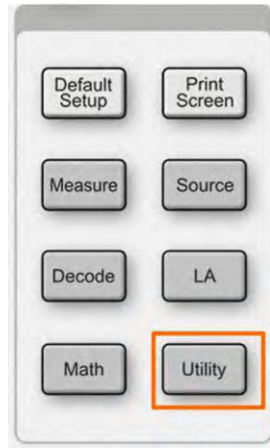 Default
Setup
Print
Screen
Measure
Source
Decode
LA
Math
Utility